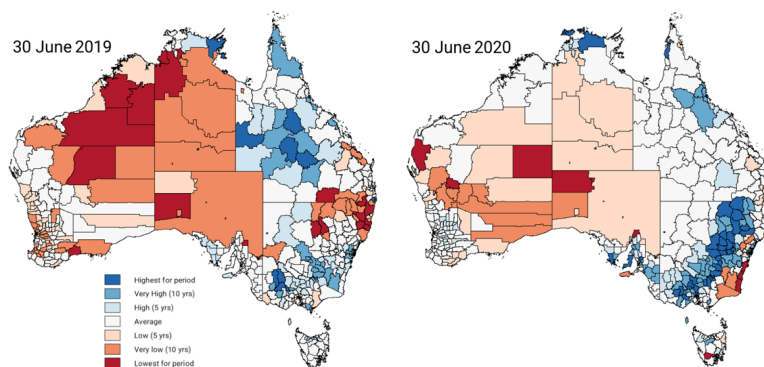 30 June 2019
30 June 2020
Highest for period
Very High (10 yrs)
High (5 yrs)
Average
Low (5 yrs)
Very low (10 yrs)
Lowest for period